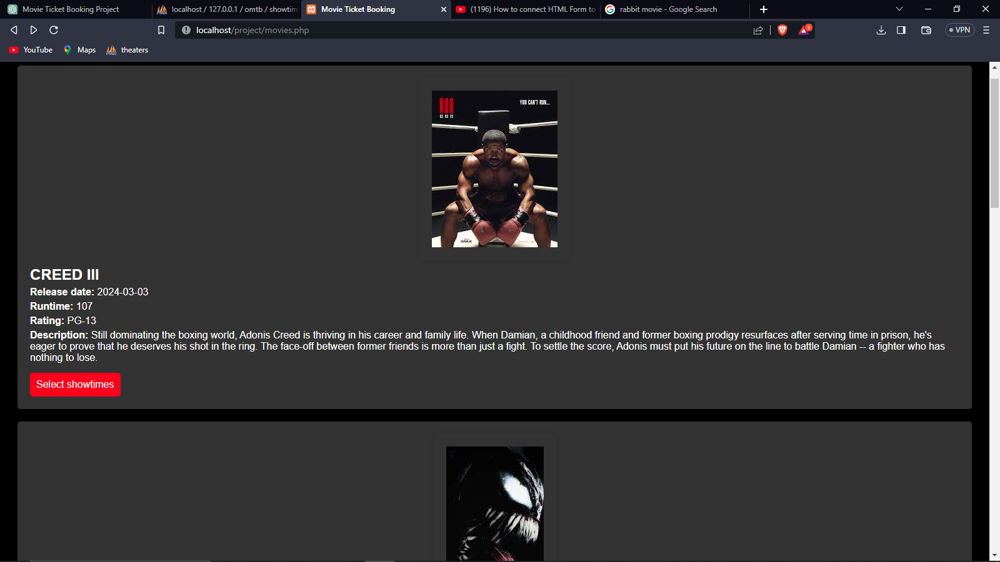 Movie Ticket Booking Project
localhost / 127.0.0.1 / omtb / showtim
Movie Ticket Booking
(1196) How to connect HTML Form to
rabbit movie - Google Search
localhost/project/movies.php
1
VPN
YouTube
Maps
theaters
III
03 03 23
YOU CAN'T RUN...
IMAX
CREED III
Release date: 2024-03-03
Runtime: 107
Rating: PG-13
Description: Still dominating the boxing world, Adonis Creed is thriving in his career and family life. When Damian, a childhood friend and former boxing prodigy resurfaces after serving time in prison, he's
eager to prove that he deserves his shot in the ring. The face-off between former friends is more than just a fight. To settle the score, Adonis must put his future on the line to battle Damian -- a fighter who has
nothing to lose.
Select showtimes